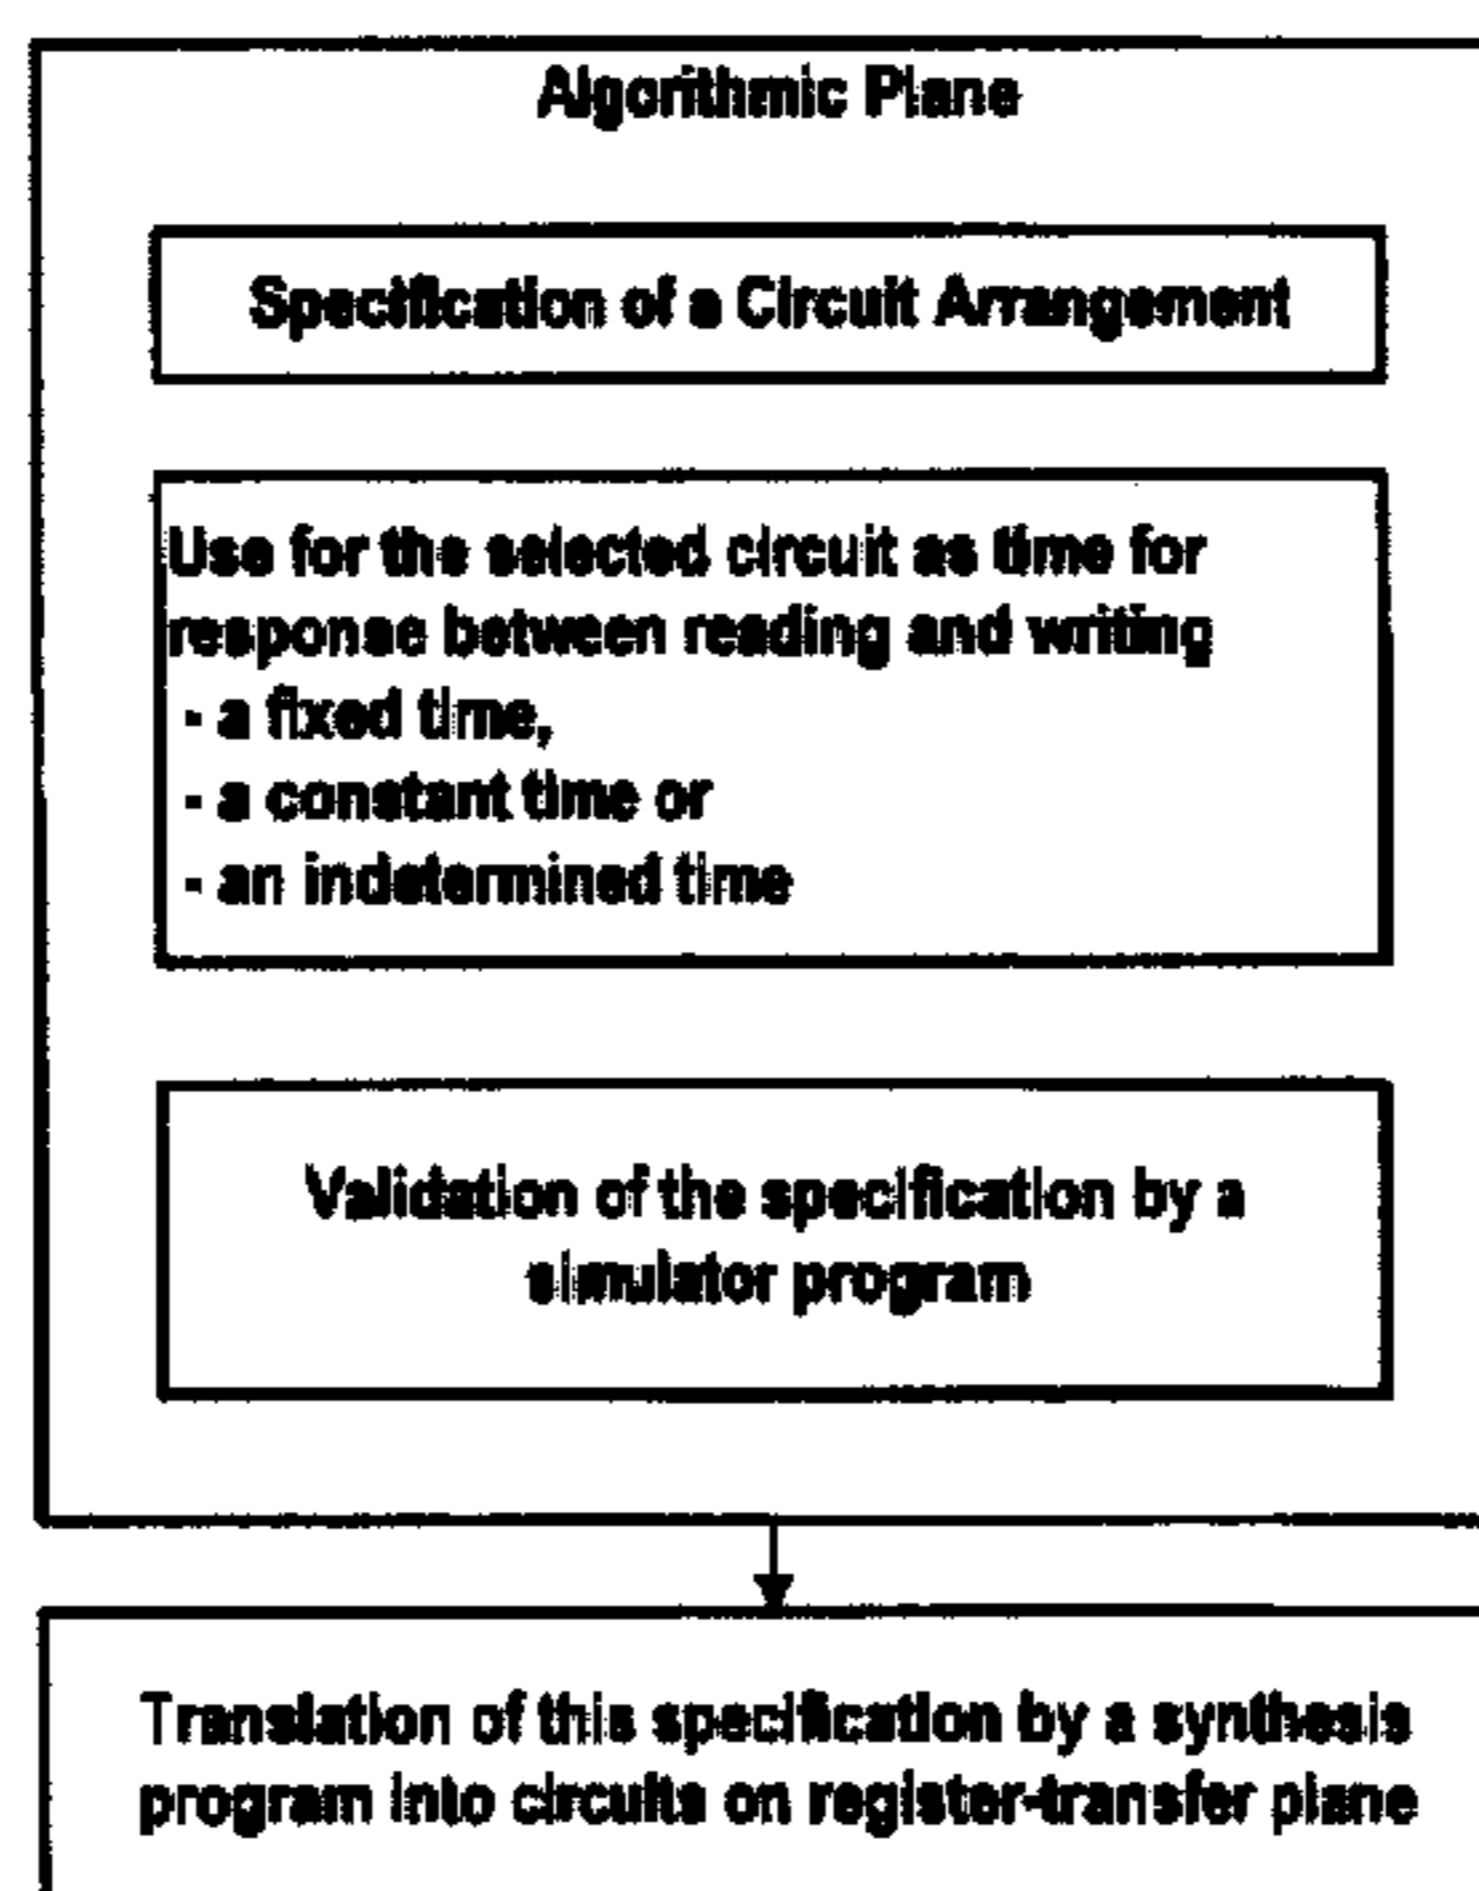 Algorithmic Plane
Specification of a Circuit Arrangement
Use for the selected circuit as time for
response between reading and writing
- a fixed time,
- a constant time or
- an indetermined time
Validation of the specification by a
simulator program
Translation of this specification by a synthesis
program into circuits on register-transfer plane